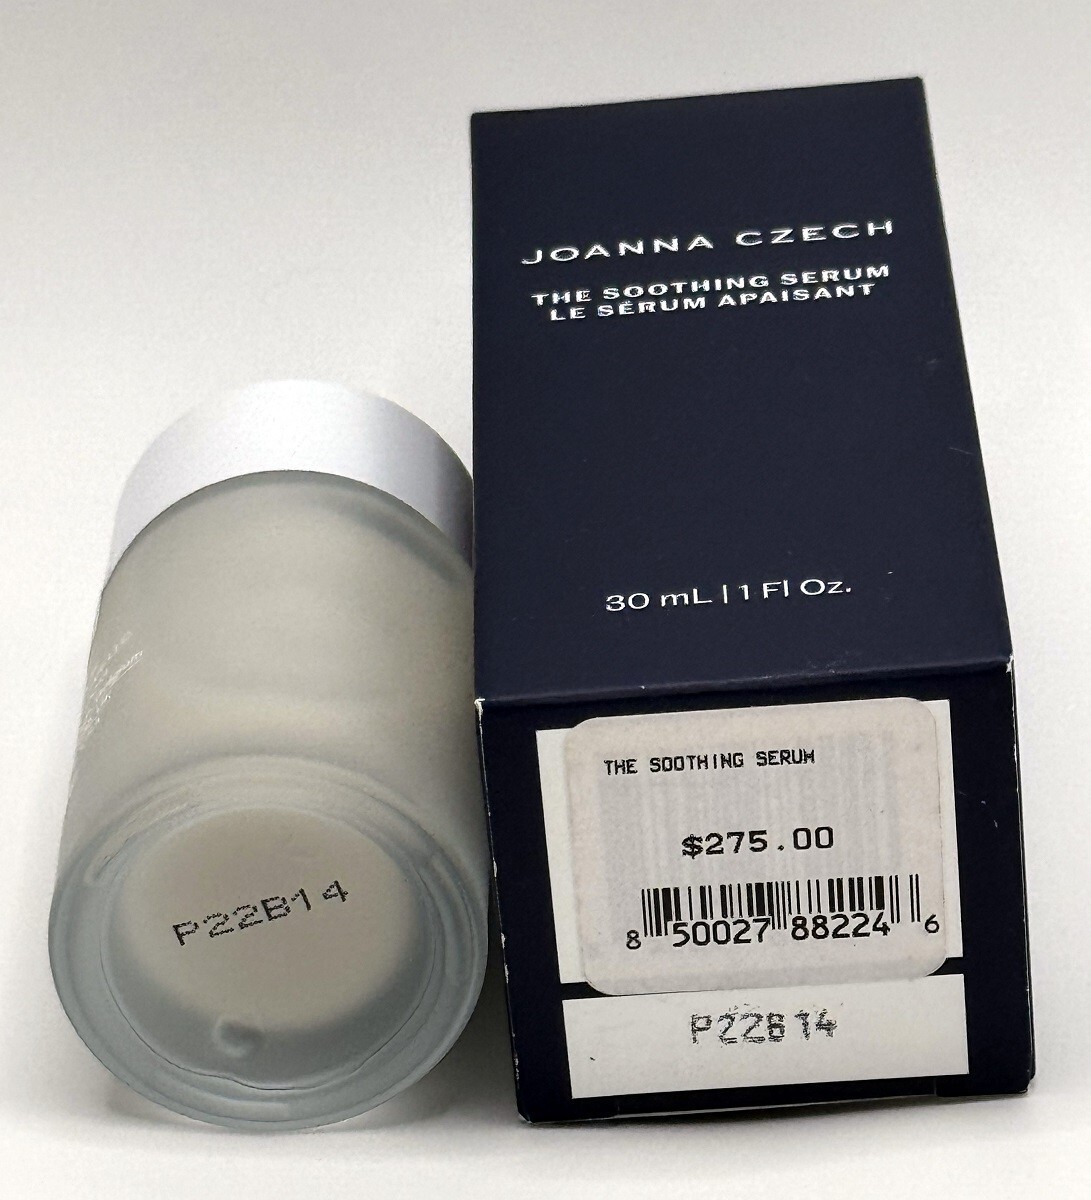 JOANNA CZECH
THE SOOTHING SERUM
LE SÉRUM APAISANT
30 mL | 1 Fl Oz.
THE SOOTHING SERUM
$275.00
8 50027 88224 6
P22B14
P22B14